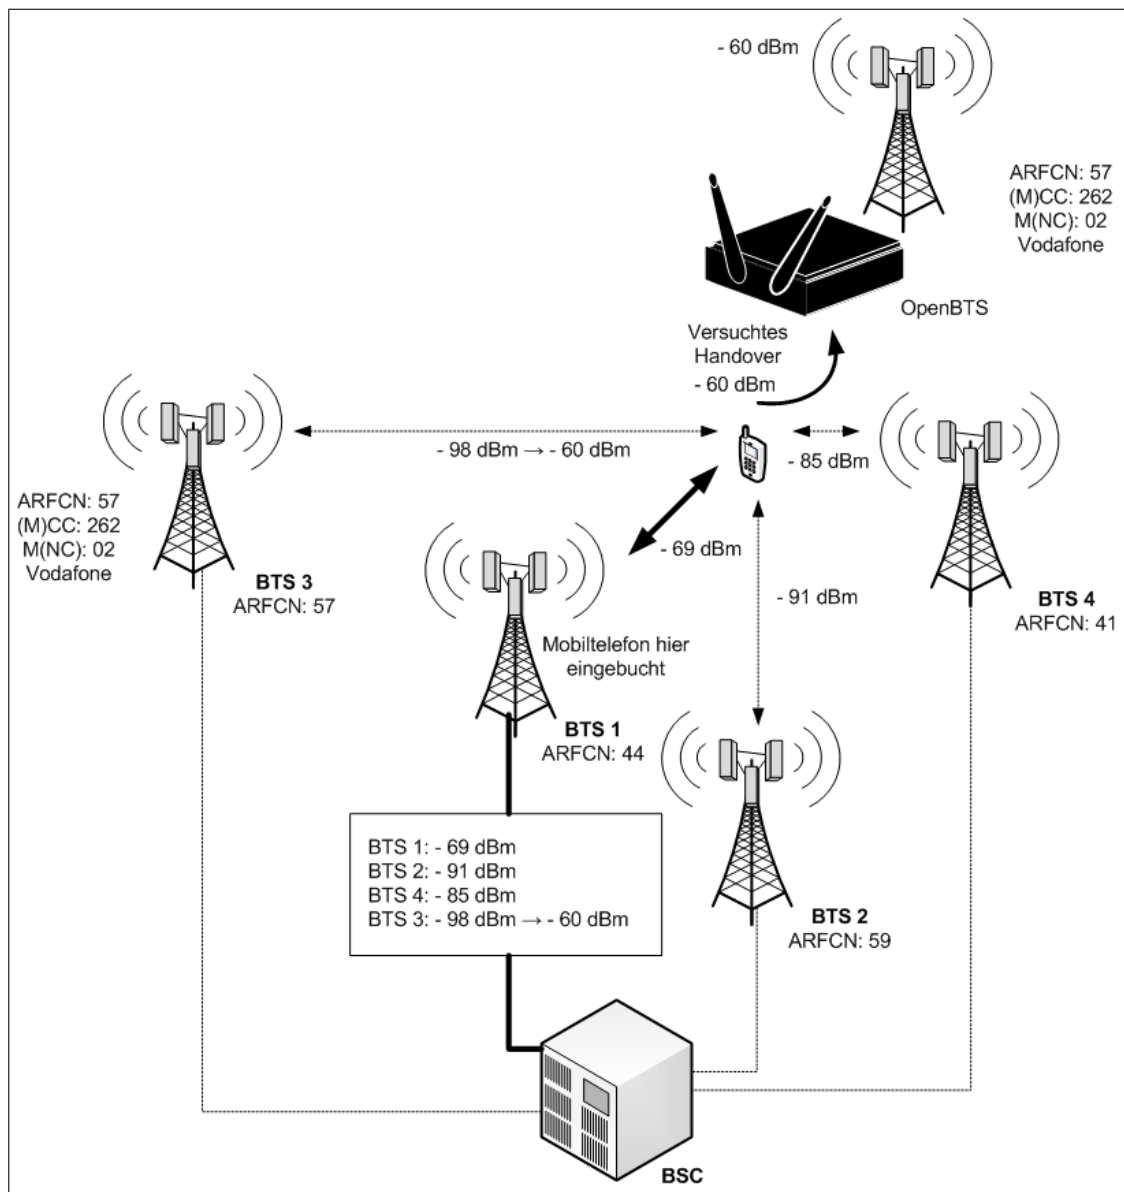 - 60 dBm
ARFCN: 57
(M)CC: 262
M(NC): 02
Vodafone
OpenBTS
Versuchtes
Handover
- 60 dBm
- 98 dBm → - 60 dBm
- 85 dBm
ARFCN: 57
(M)CC: 262
M(NC): 02
Vodafone
BTS 3
ARFCN: 57
- 69 dBm
- 91 dBm
BTS 4
ARFCN: 41
Mobiltelefon hier
eingebucht
BTS 1
ARFCN: 44
BTS 1: - 69 dBm
BTS 2: - 91 dBm
BTS 4: - 85 dBm
BTS 3: - 98 dBm → - 60 dBm
BTS 2
ARFCN: 59
BSC